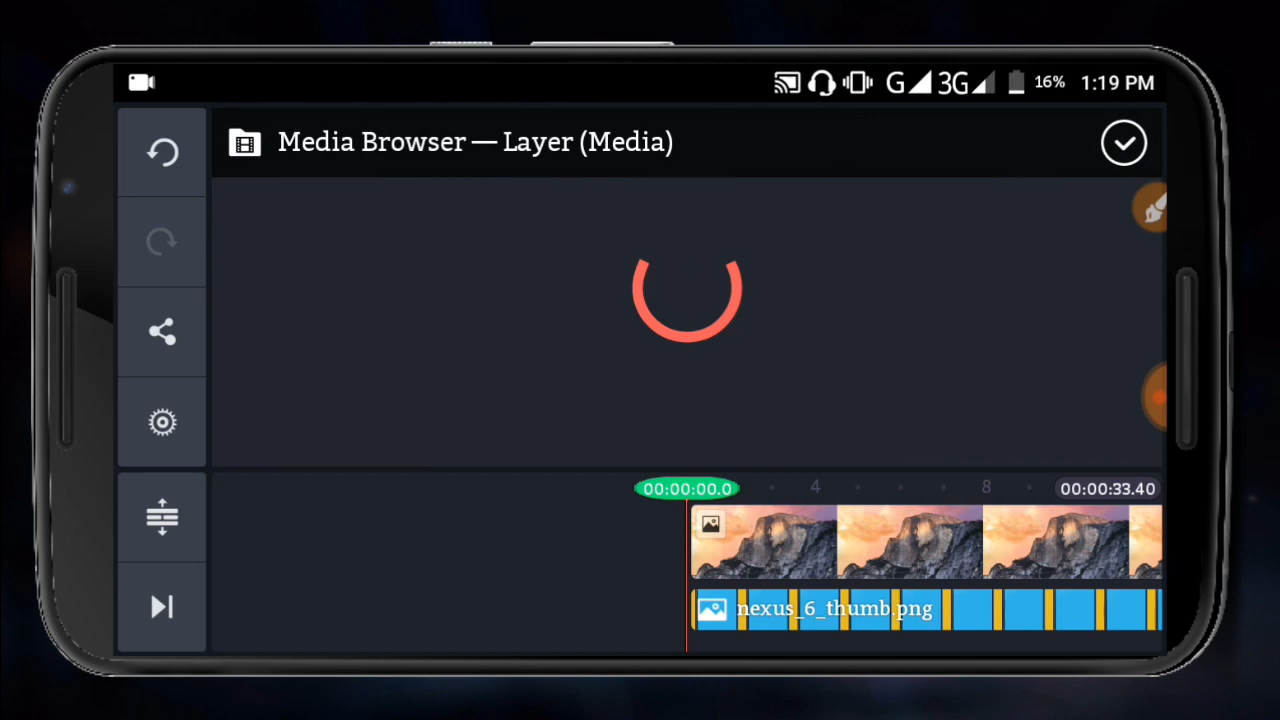 G 3G 16% 1:19 PM
Media Browser — Layer (Media)
00:00:00.0 4 8 00:00:33.40
nexus_6_thumb.png